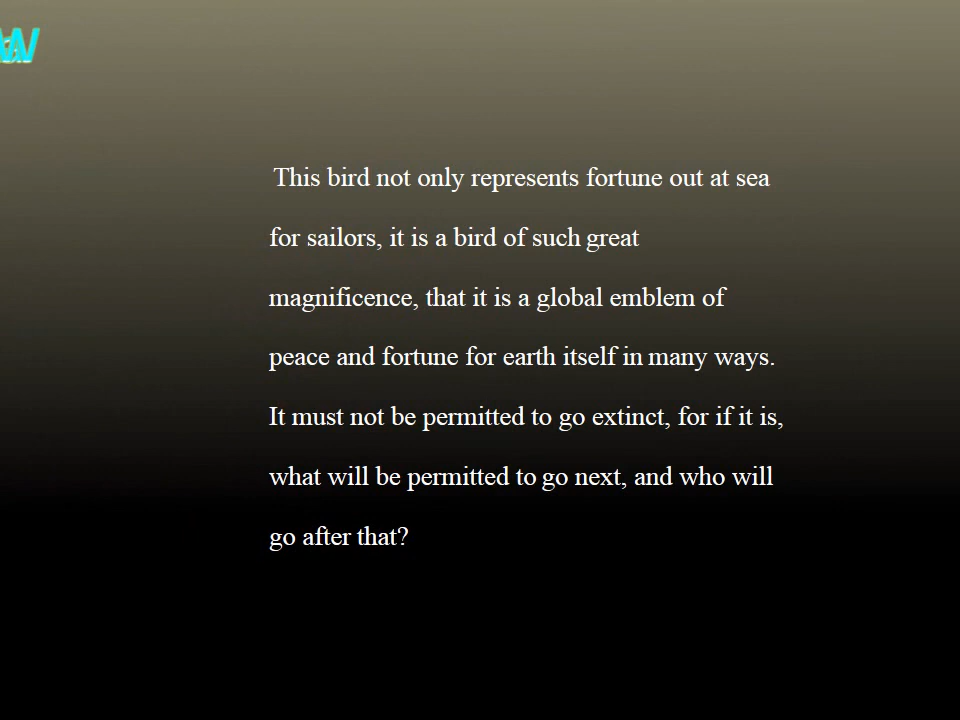 This bird not only represents fortune out at sea
for sailors, it is a bird of such great
magnificence, that it is a global emblem of
peace and fortune for earth itself in many ways.
It must not be permitted to go extinct, for if it is,
what will be permitted to go next, and who will
go after that?